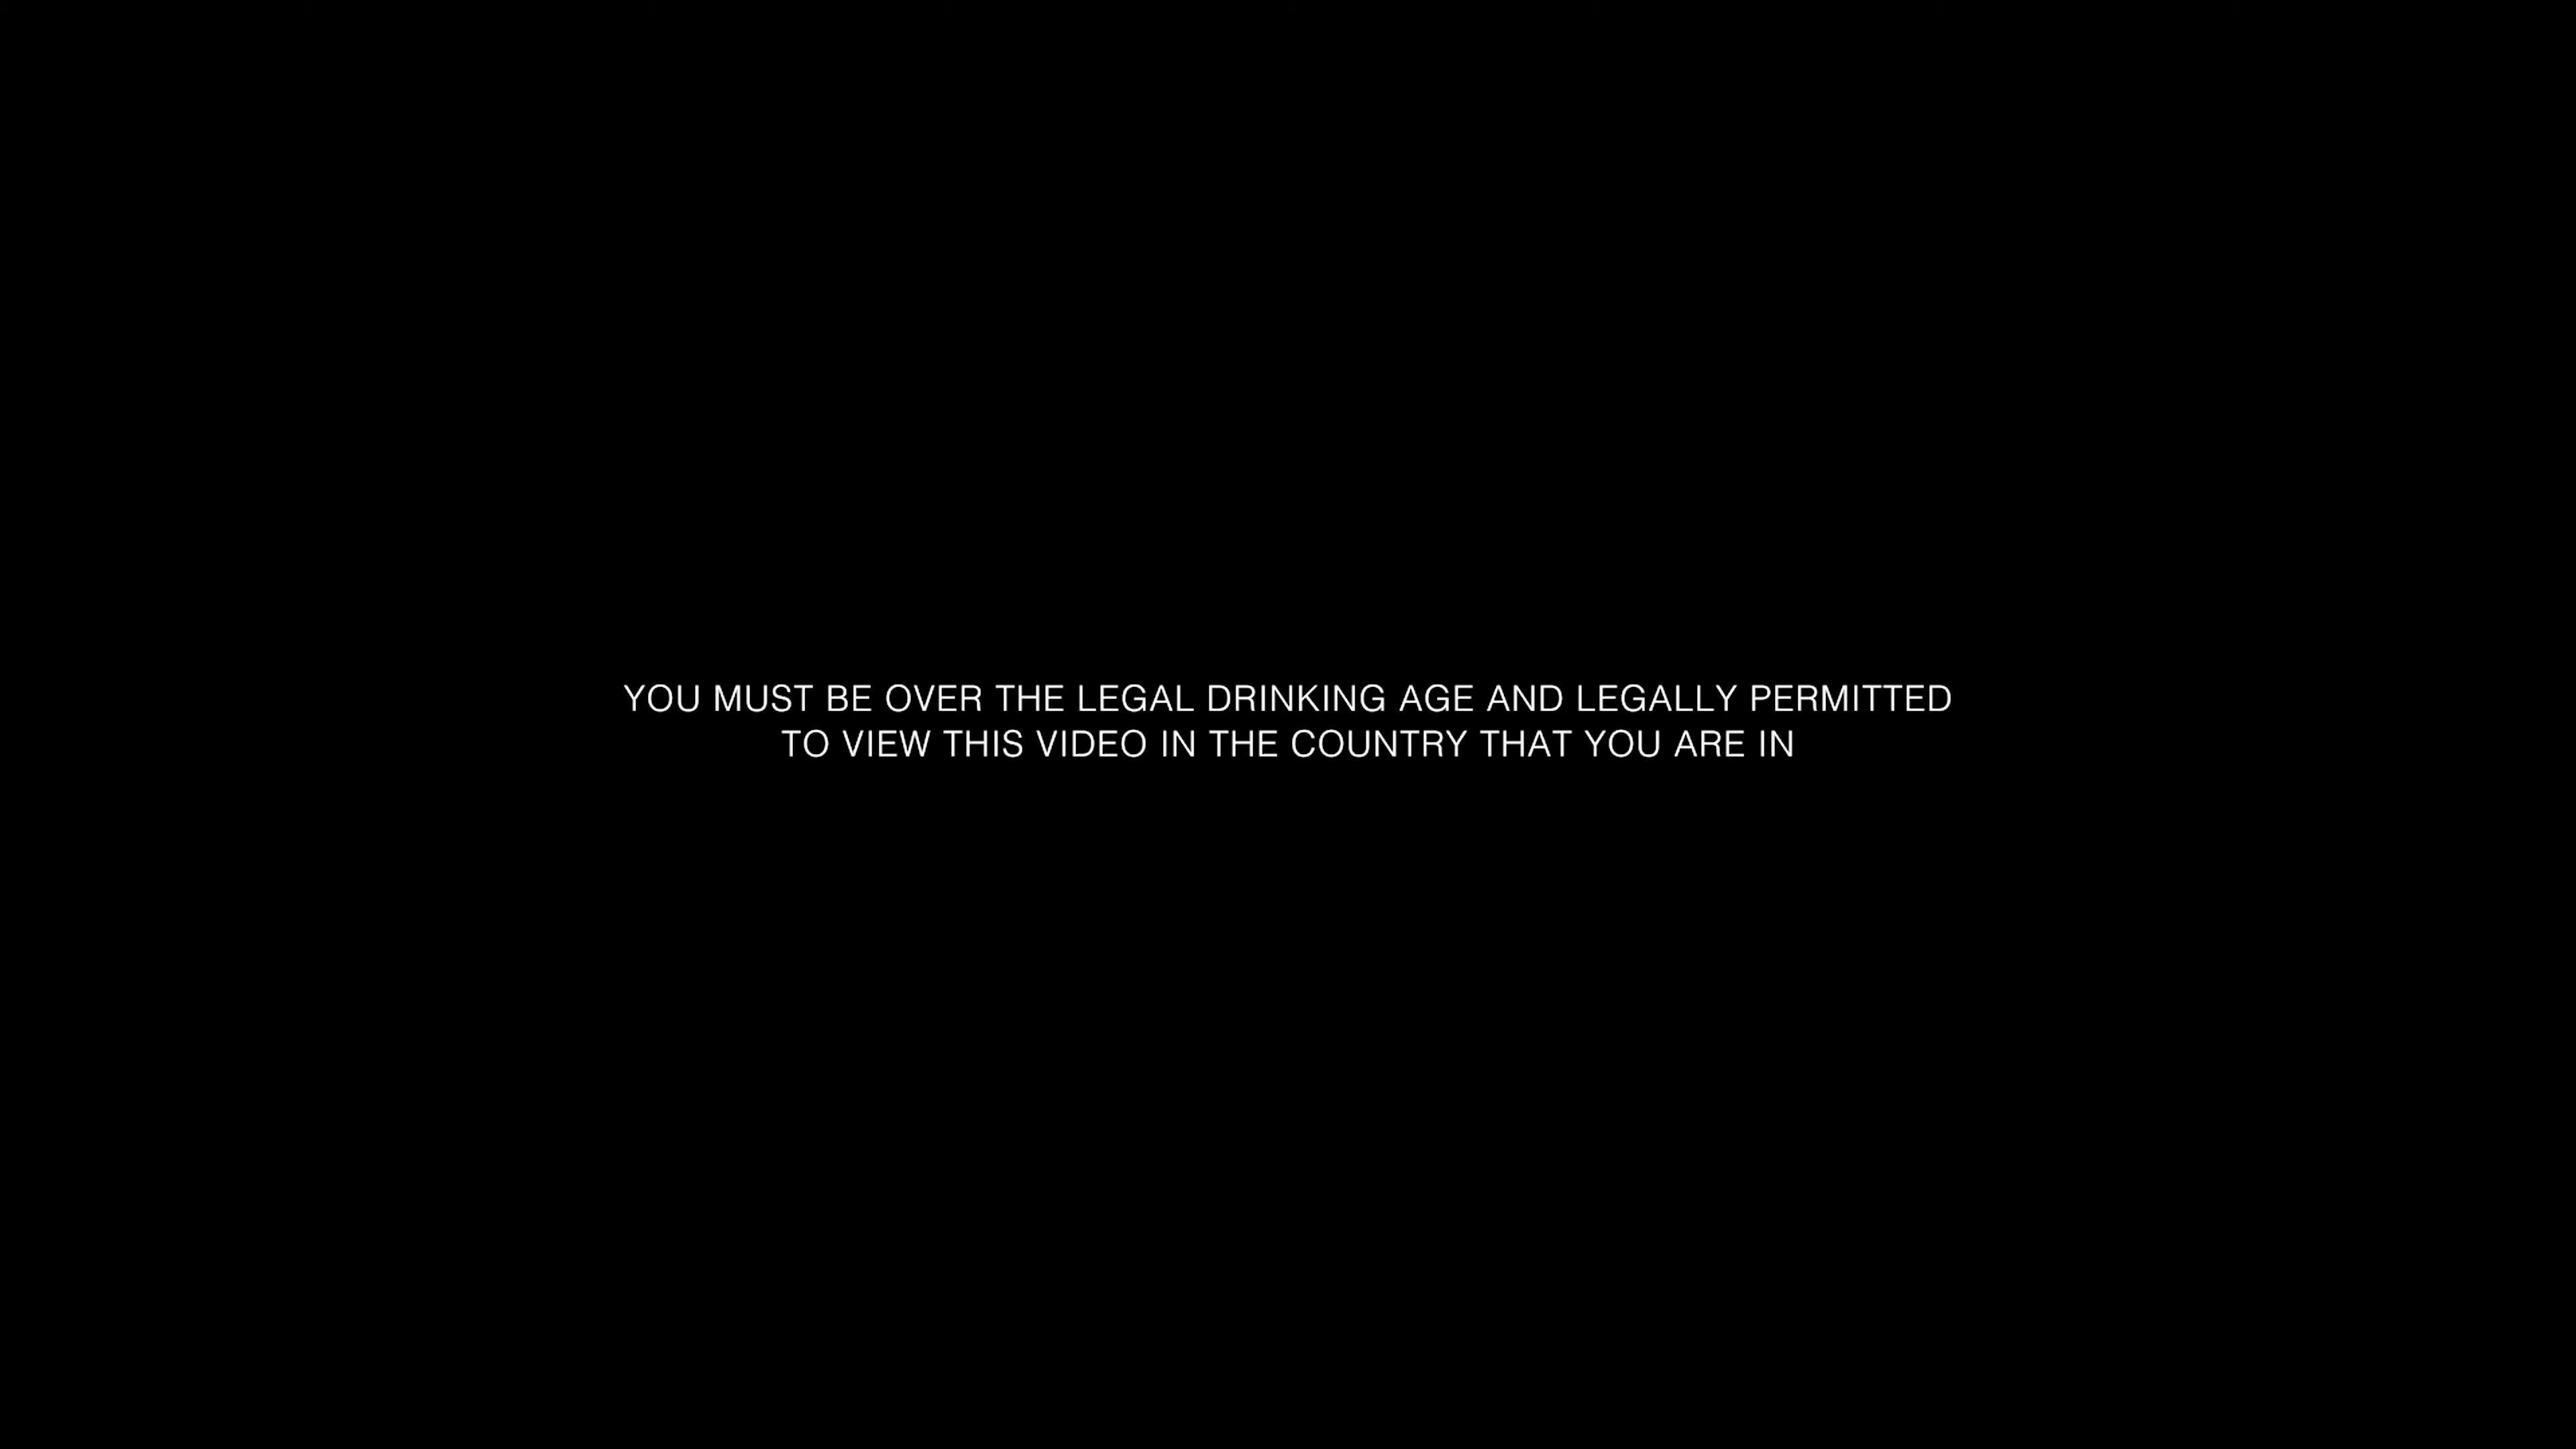 YOU MUST BE OVER THE LEGAL DRINKING AGE AND LEGALLY PERMITTED
TO VIEW THIS VIDEO IN THE COUNTRY THAT YOU ARE IN